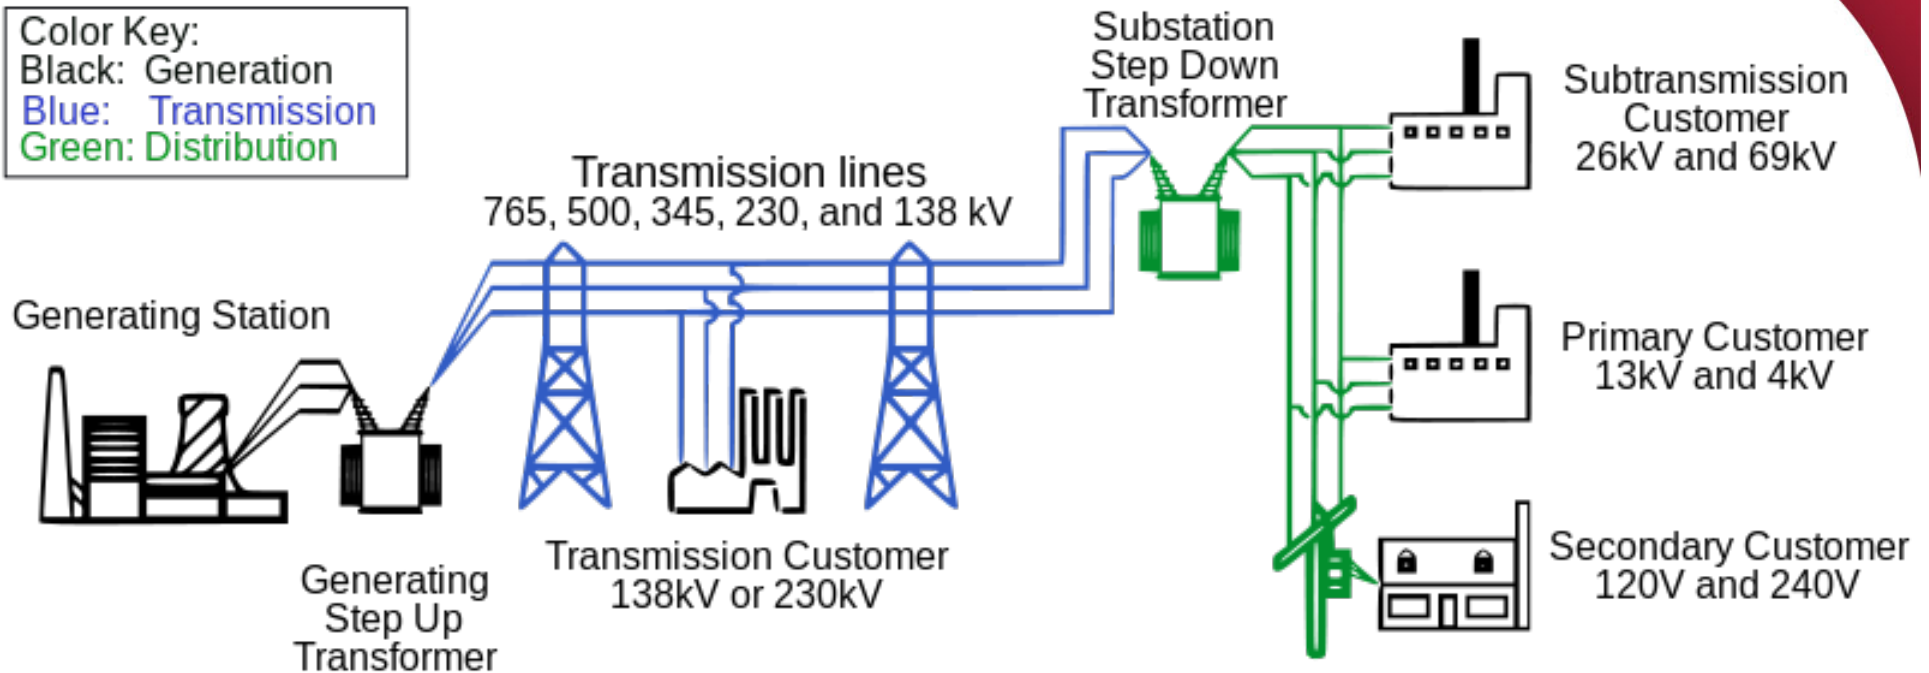 Color Key:
Black: Generation
Blue: Transmission
Green: Distribution
Substation
Step Down
Transformer
Subtransmission
Customer
26kV and 69kV
Transmission lines
765, 500, 345, 230, and 138 kV
Generating Station
Primary Customer
13kV and 4kV
Transmission Customer
138kV or 230kV
Secondary Customer
120V and 240V
Generating
Step Up
Transformer